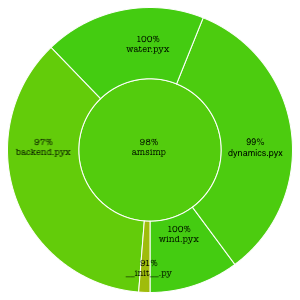 100%
water.pyx
97%
backend.pyx
98%
amsimp
99%
dynamics.pyx
100%
wind.pyx
91%
__init__.py